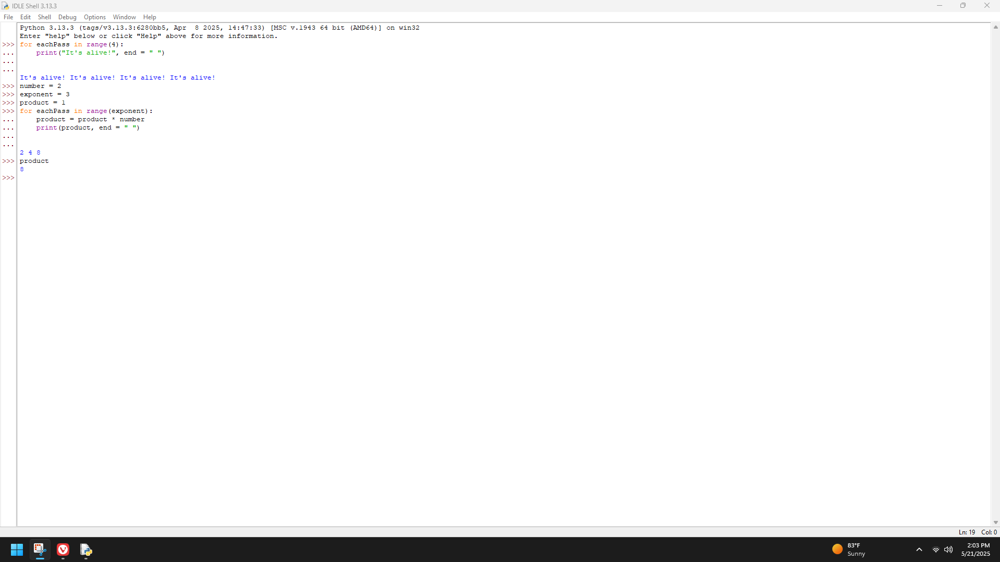 IDLE Shell 3.13.3
File Edit Shell Debug Options Window Help
Python 3.13.3 (tags/v3.13.3:6280bb5, Apr  8 2025, 14:47:33) [MSC v.1943 64 bit (AMD64)] on win32
Enter "help" below or click "Help" above for more information.
>>> for eachPass in range(4):
...     print("It's alive!", end = " ")
...
...
It's alive! It's alive! It's alive! It's alive!
>>> number = 2
>>> exponent = 3
>>> product = 1
>>> for eachPass in range(exponent):
...     product = product * number
...     print(product, end = " ")
...
...
2 4 8
>>> product
8
>>>
Ln: 19 Col: 0
83°F
Sunny
2:03 PM
5/21/2025